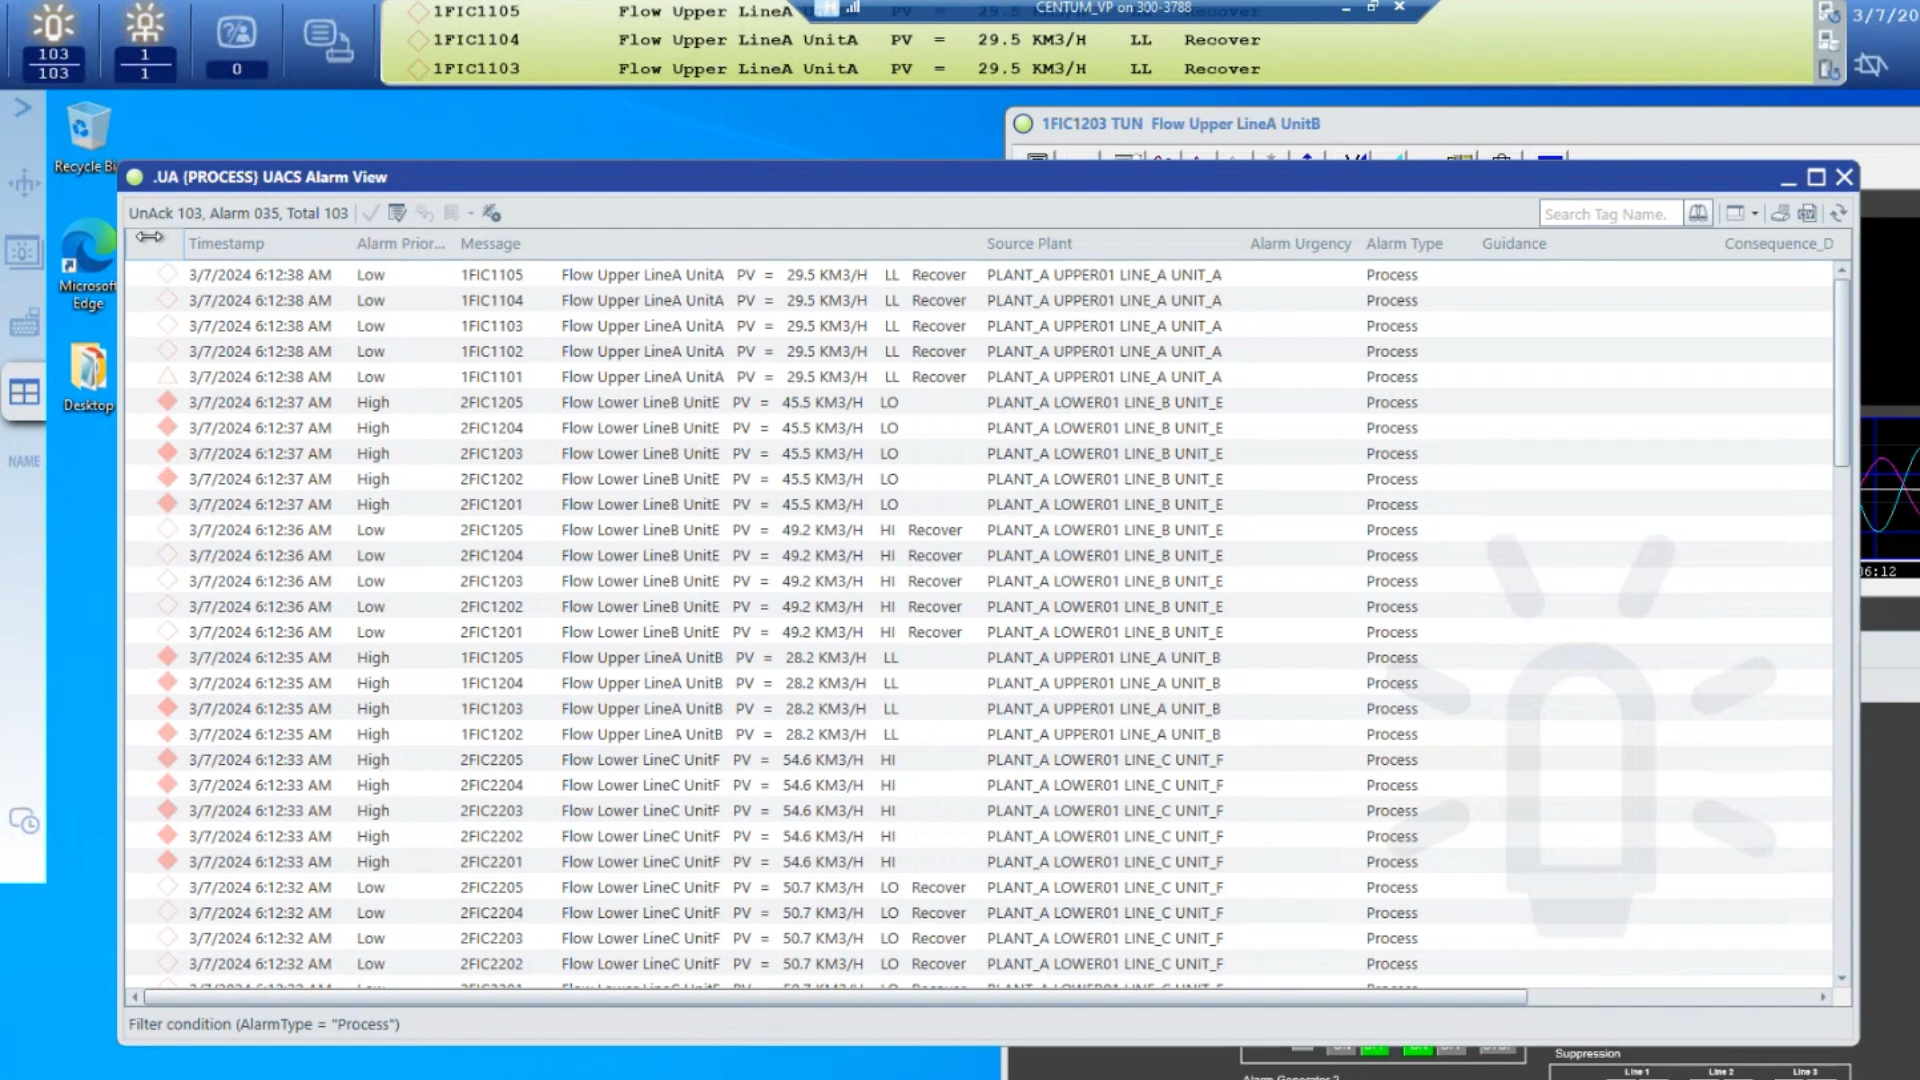 103
103
1
1
0
1FIC1105 Flow Upper LineA PV = 29.5 KM3/H Recover
1FIC1104 Flow Upper LineA UnitA PV = 29.5 KM3/H LL Recover
1FIC1103 Flow Upper LineA UnitA PV = 29.5 KM3/H LL Recover
CENTUM_VP on 300-3788
3/7/20
Recycle Bi
1FIC1203 TUN Flow Upper LineA UnitB
.UA {PROCESS} UACS Alarm View
UnAck 103, Alarm 035, Total 103
Search Tag Name.
Timestamp Alarm Prior... Message Source Plant Alarm Urgency Alarm Type Guidance Consequence_D
3/7/2024 6:12:38 AM Low 1FIC1105 Flow Upper LineA UnitA PV = 29.5 KM3/H LL Recover PLANT_A UPPER01 LINE_A UNIT_A Process
3/7/2024 6:12:38 AM Low 1FIC1104 Flow Upper LineA UnitA PV = 29.5 KM3/H LL Recover PLANT_A UPPER01 LINE_A UNIT_A Process
3/7/2024 6:12:38 AM Low 1FIC1103 Flow Upper LineA UnitA PV = 29.5 KM3/H LL Recover PLANT_A UPPER01 LINE_A UNIT_A Process
3/7/2024 6:12:38 AM Low 1FIC1102 Flow Upper LineA UnitA PV = 29.5 KM3/H LL Recover PLANT_A UPPER01 LINE_A UNIT_A Process
3/7/2024 6:12:38 AM Low 1FIC1101 Flow Upper LineA UnitA PV = 29.5 KM3/H LL Recover PLANT_A UPPER01 LINE_A UNIT_A Process
3/7/2024 6:12:37 AM High 2FIC1205 Flow Lower LineB UnitE PV = 45.5 KM3/H LO PLANT_A LOWER01 LINE_B UNIT_E Process
3/7/2024 6:12:37 AM High 2FIC1204 Flow Lower LineB UnitE PV = 45.5 KM3/H LO PLANT_A LOWER01 LINE_B UNIT_E Process
3/7/2024 6:12:37 AM High 2FIC1203 Flow Lower LineB UnitE PV = 45.5 KM3/H LO PLANT_A LOWER01 LINE_B UNIT_E Process
3/7/2024 6:12:37 AM High 2FIC1202 Flow Lower LineB UnitE PV = 45.5 KM3/H LO PLANT_A LOWER01 LINE_B UNIT_E Process
3/7/2024 6:12:37 AM High 2FIC1201 Flow Lower LineB UnitE PV = 45.5 KM3/H LO PLANT_A LOWER01 LINE_B UNIT_E Process
3/7/2024 6:12:36 AM Low 2FIC1205 Flow Lower LineB UnitE PV = 49.2 KM3/H HI Recover PLANT_A LOWER01 LINE_B UNIT_E Process
3/7/2024 6:12:36 AM Low 2FIC1204 Flow Lower LineB UnitE PV = 49.2 KM3/H HI Recover PLANT_A LOWER01 LINE_B UNIT_E Process
3/7/2024 6:12:36 AM Low 2FIC1203 Flow Lower LineB UnitE PV = 49.2 KM3/H HI Recover PLANT_A LOWER01 LINE_B UNIT_E Process
3/7/2024 6:12:36 AM Low 2FIC1202 Flow Lower LineB UnitE PV = 49.2 KM3/H HI Recover PLANT_A LOWER01 LINE_B UNIT_E Process
3/7/2024 6:12:36 AM Low 2FIC1201 Flow Lower LineB UnitE PV = 49.2 KM3/H HI Recover PLANT_A LOWER01 LINE_B UNIT_E Process
3/7/2024 6:12:35 AM High 1FIC1205 Flow Upper LineA UnitB PV = 28.2 KM3/H LL PLANT_A UPPER01 LINE_A UNIT_B Process
3/7/2024 6:12:35 AM High 1FIC1204 Flow Upper LineA UnitB PV = 28.2 KM3/H LL PLANT_A UPPER01 LINE_A UNIT_B Process
3/7/2024 6:12:35 AM High 1FIC1203 Flow Upper LineA UnitB PV = 28.2 KM3/H LL PLANT_A UPPER01 LINE_A UNIT_B Process
3/7/2024 6:12:35 AM High 1FIC1202 Flow Upper LineA UnitB PV = 28.2 KM3/H LL PLANT_A UPPER01 LINE_A UNIT_B Process
3/7/2024 6:12:33 AM High 2FIC2205 Flow Lower LineC UnitF PV = 54.6 KM3/H HI PLANT_A LOWER01 LINE_C UNIT_F Process
3/7/2024 6:12:33 AM High 2FIC2204 Flow Lower LineC UnitF PV = 54.6 KM3/H HI PLANT_A LOWER01 LINE_C UNIT_F Process
3/7/2024 6:12:33 AM High 2FIC2203 Flow Lower LineC UnitF PV = 54.6 KM3/H HI PLANT_A LOWER01 LINE_C UNIT_F Process
3/7/2024 6:12:33 AM High 2FIC2202 Flow Lower LineC UnitF PV = 54.6 KM3/H HI PLANT_A LOWER01 LINE_C UNIT_F Process
3/7/2024 6:12:33 AM High 2FIC2201 Flow Lower LineC UnitF PV = 54.6 KM3/H HI PLANT_A LOWER01 LINE_C UNIT_F Process
3/7/2024 6:12:32 AM Low 2FIC2205 Flow Lower LineC UnitF PV = 50.7 KM3/H LO Recover PLANT_A LOWER01 LINE_C UNIT_F Process
3/7/2024 6:12:32 AM Low 2FIC2204 Flow Lower LineC UnitF PV = 50.7 KM3/H LO Recover PLANT_A LOWER01 LINE_C UNIT_F Process
3/7/2024 6:12:32 AM Low 2FIC2203 Flow Lower LineC UnitF PV = 50.7 KM3/H LO Recover PLANT_A LOWER01 LINE_C UNIT_F Process
3/7/2024 6:12:32 AM Low 2FIC2202 Flow Lower LineC UnitF PV = 50.7 KM3/H LO Recover PLANT_A LOWER01 LINE_C UNIT_F Process
Filter condition (AlarmType = "Process")
Microsoft
Edge
Desktop
NAME
06:12
Suppression
Line 1 Line 2 Line 3